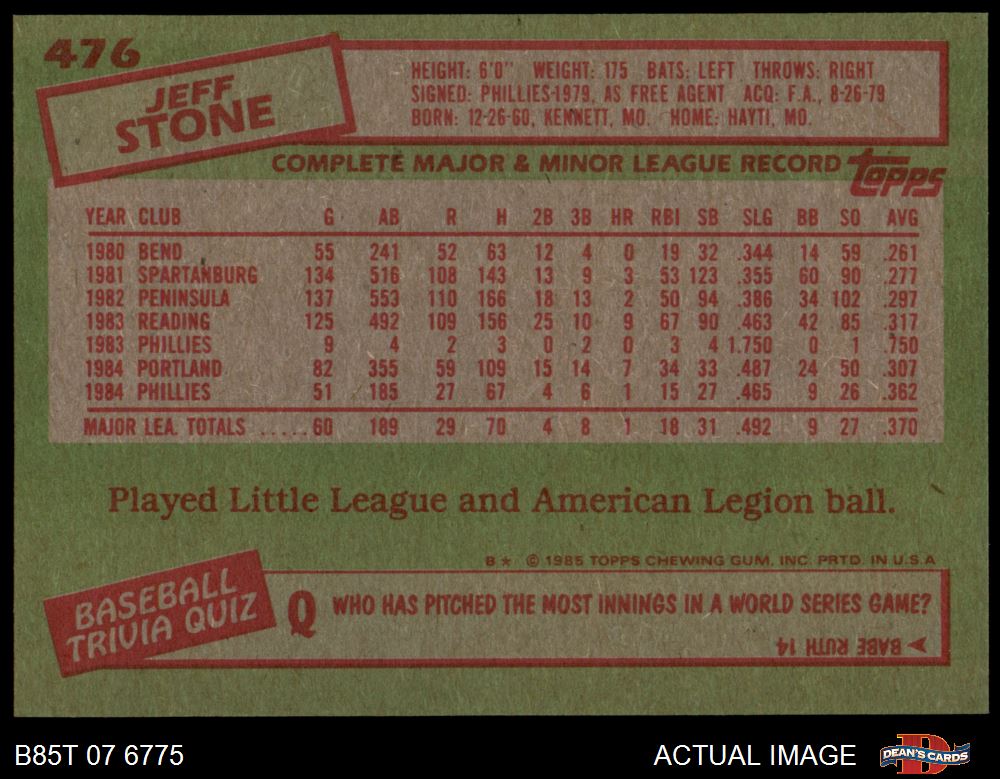 476
JEFF
STONE
HEIGHT: 6'0" WEIGHT: 175 BATS: LEFT THROWS: RIGHT
SIGNED: PHILLIES-1979, AS FREE AGENT ACQ: F.A., 8-26-79
BORN: 12-26-60, KENNETT, MO. HOME: HAYTI, MO.
COMPLETE MAJOR & MINOR LEAGUE RECORD topps
YEAR CLUB G AB R H 2B 3B HR RBI SB SLG BB SO AVG
1980 BEND 55 241 52 63 12 4 0 19 32 .344 14 59 .261
1981 SPARTANBURG 134 516 108 143 13 9 3 53 123 .355 60 90 .277
1982 PENINSULA 137 553 110 166 18 13 2 50 94 .386 34 102 .297
1983 READING 125 492 109 156 25 10 9 67 90 .463 42 85 .317
1983 PHILLIES 9 4 2 3 0 2 0 3 4 1.750 0 1 .750
1984 PORTLAND 82 355 59 109 15 14 7 34 33 .487 24 50 .307
1984 PHILLIES 51 185 27 67 4 6 1 15 27 .465 9 26 .362
MAJOR LEA. TOTALS .....60 189 29 70 4 8 1 18 31 .492 9 27 .370
Played Little League and American Legion ball.
B* © 1985 TOPPS CHEWING GUM, INC. PRTD. IN U.S.A
BASEBALL
TRIVIA QUIZ
Q WHO HAS PITCHED THE MOST INNINGS IN A WORLD SERIES GAME?
BABE RUTH 14
B85T 07 6775
ACTUAL IMAGE
D
DEAN'S CARDS